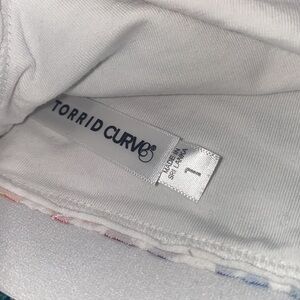 TORRID CURVE
MADE IN
SRI LANKA
1